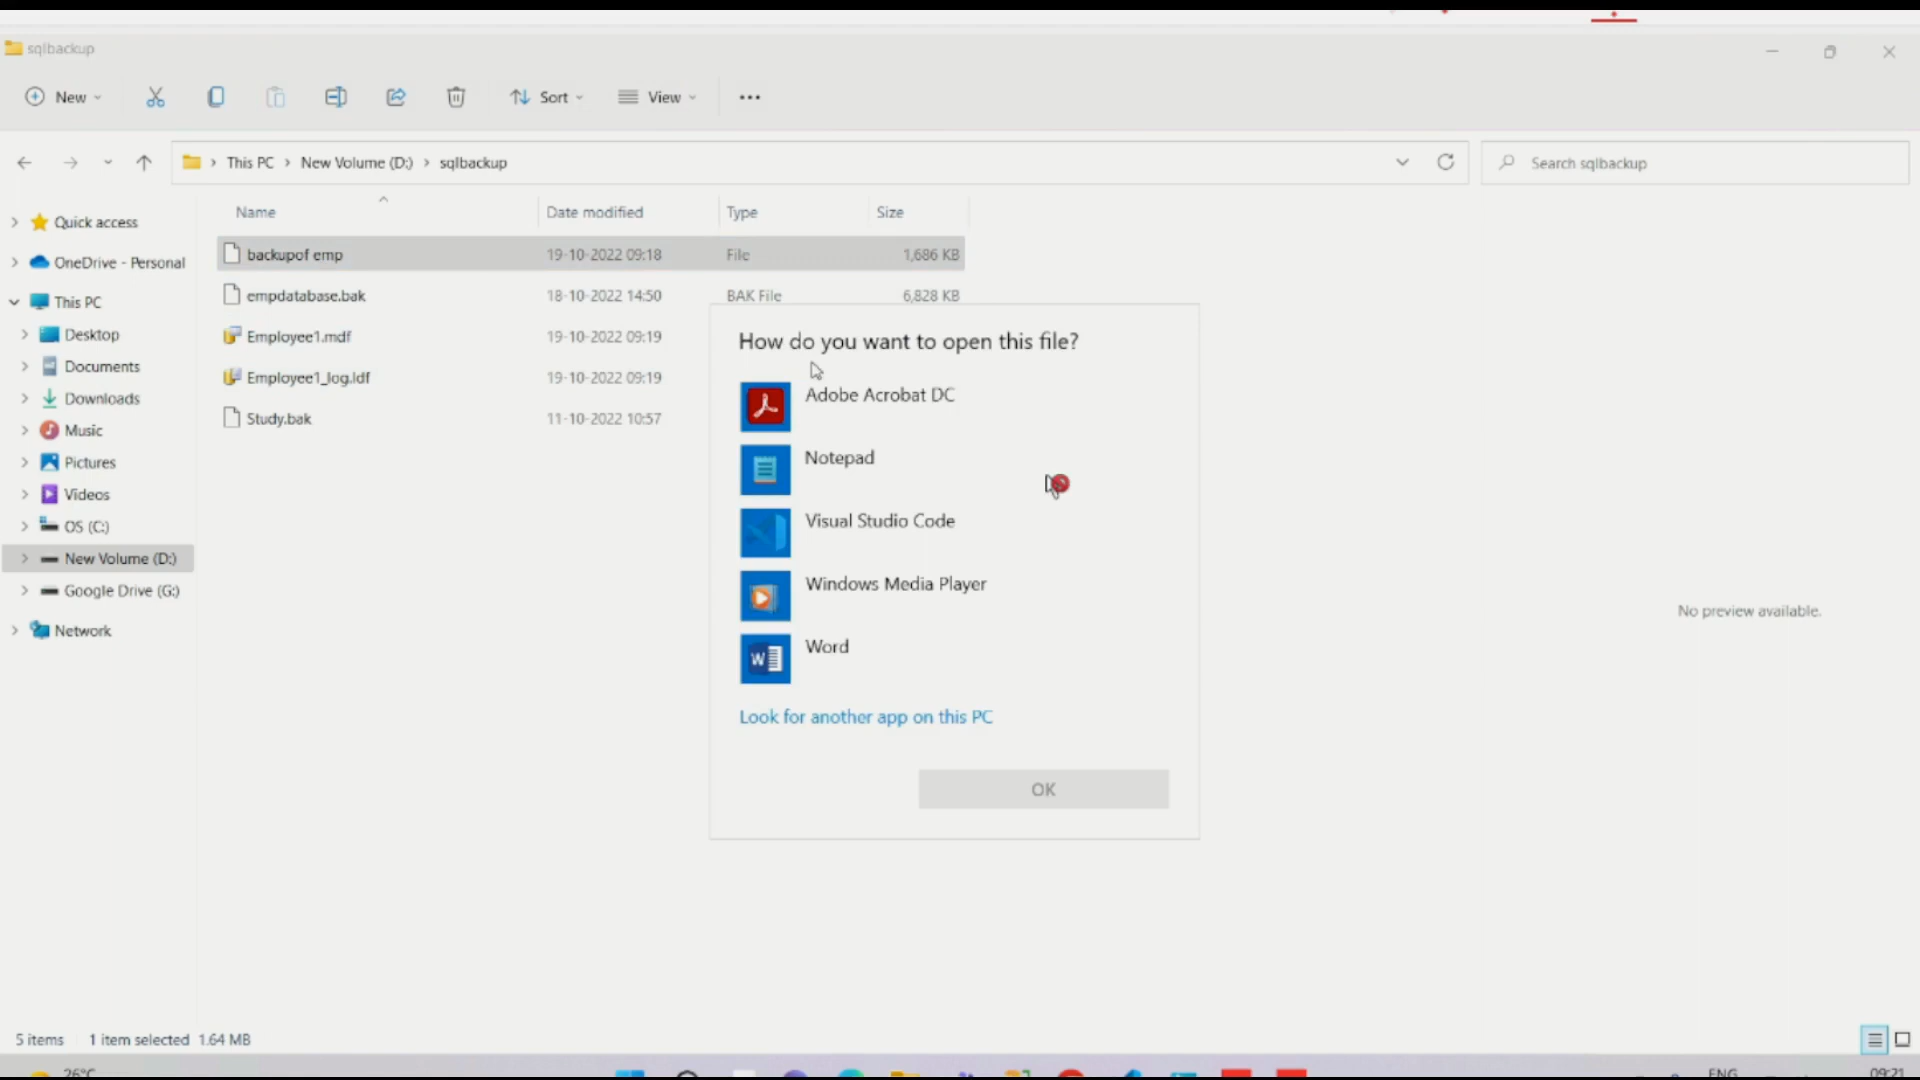 sqlbackup
New Sort View
This PC New Volume (D:) sqlbackup Search sqlbackup
Name Date modified Type Size
Quick access
OneDrive - Personal
This PC
Desktop
Documents
Downloads
Music
Pictures
Videos
OS (C:)
New Volume (D:)
Google Drive (G:)
Network
backupof emp 19-10-2022 09:18 File 1,686 KB
empdatabase.bak 18-10-2022 14:50 BAK File 6,828 KB
Employee1.mdf 19-10-2022 09:19
Employee1_log.ldf 19-10-2022 09:19
Study.bak 11-10-2022 10:57
How do you want to open this file?
Adobe Acrobat DC
Notepad
Visual Studio Code
Windows Media Player
Word
Look for another app on this PC
OK
No preview available.
5 items 1 item selected 1.64 MB
26°C ENG 09:21